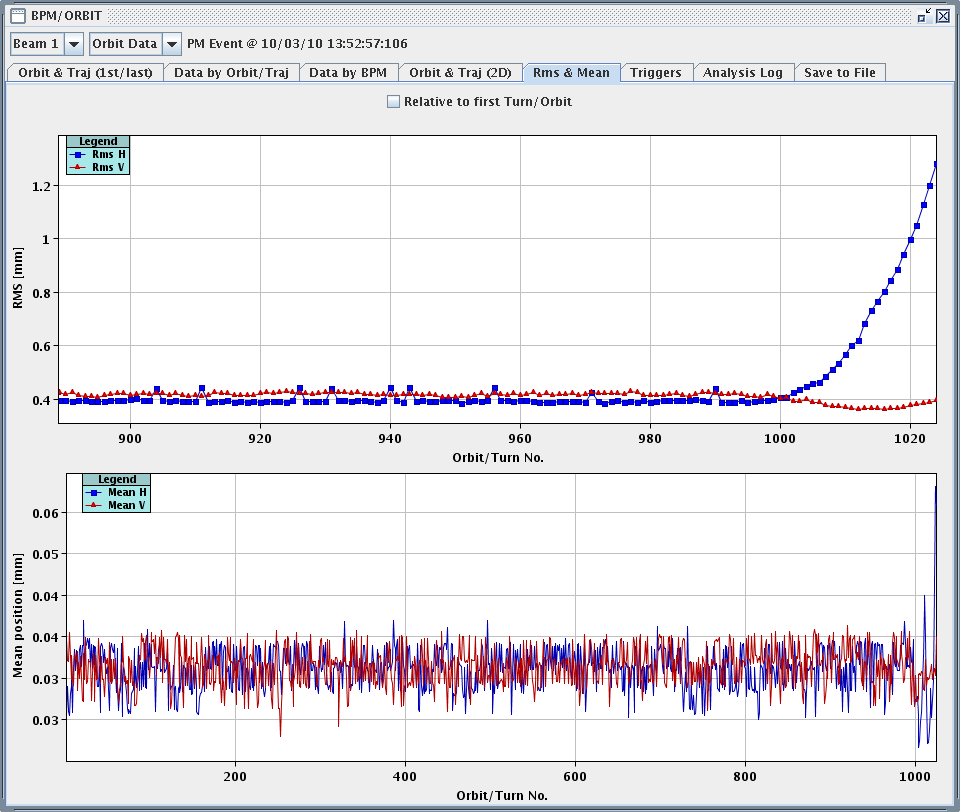 BPM/ORBIT
Beam 1 Orbit Data PM Event @ 10/03/10 13:52:57:106
Orbit & Traj (1st/last) Data by Orbit/Traj Data by BPM Orbit & Traj (2D) Rms & Mean Triggers Analysis Log Save to File
Relative to first Turn/Orbit
Legend
Rms H
Rms V
1.2
1
0.8
0.6
0.4
RMS [mm]
900 920 940 960 980 1000 1020
Orbit/Turn No.
Legend
Mean H
Mean V
0.06
0.05
0.04
0.04
0.03
0.03
Mean position [mm]
200 400 600 800 1000
Orbit/Turn No.